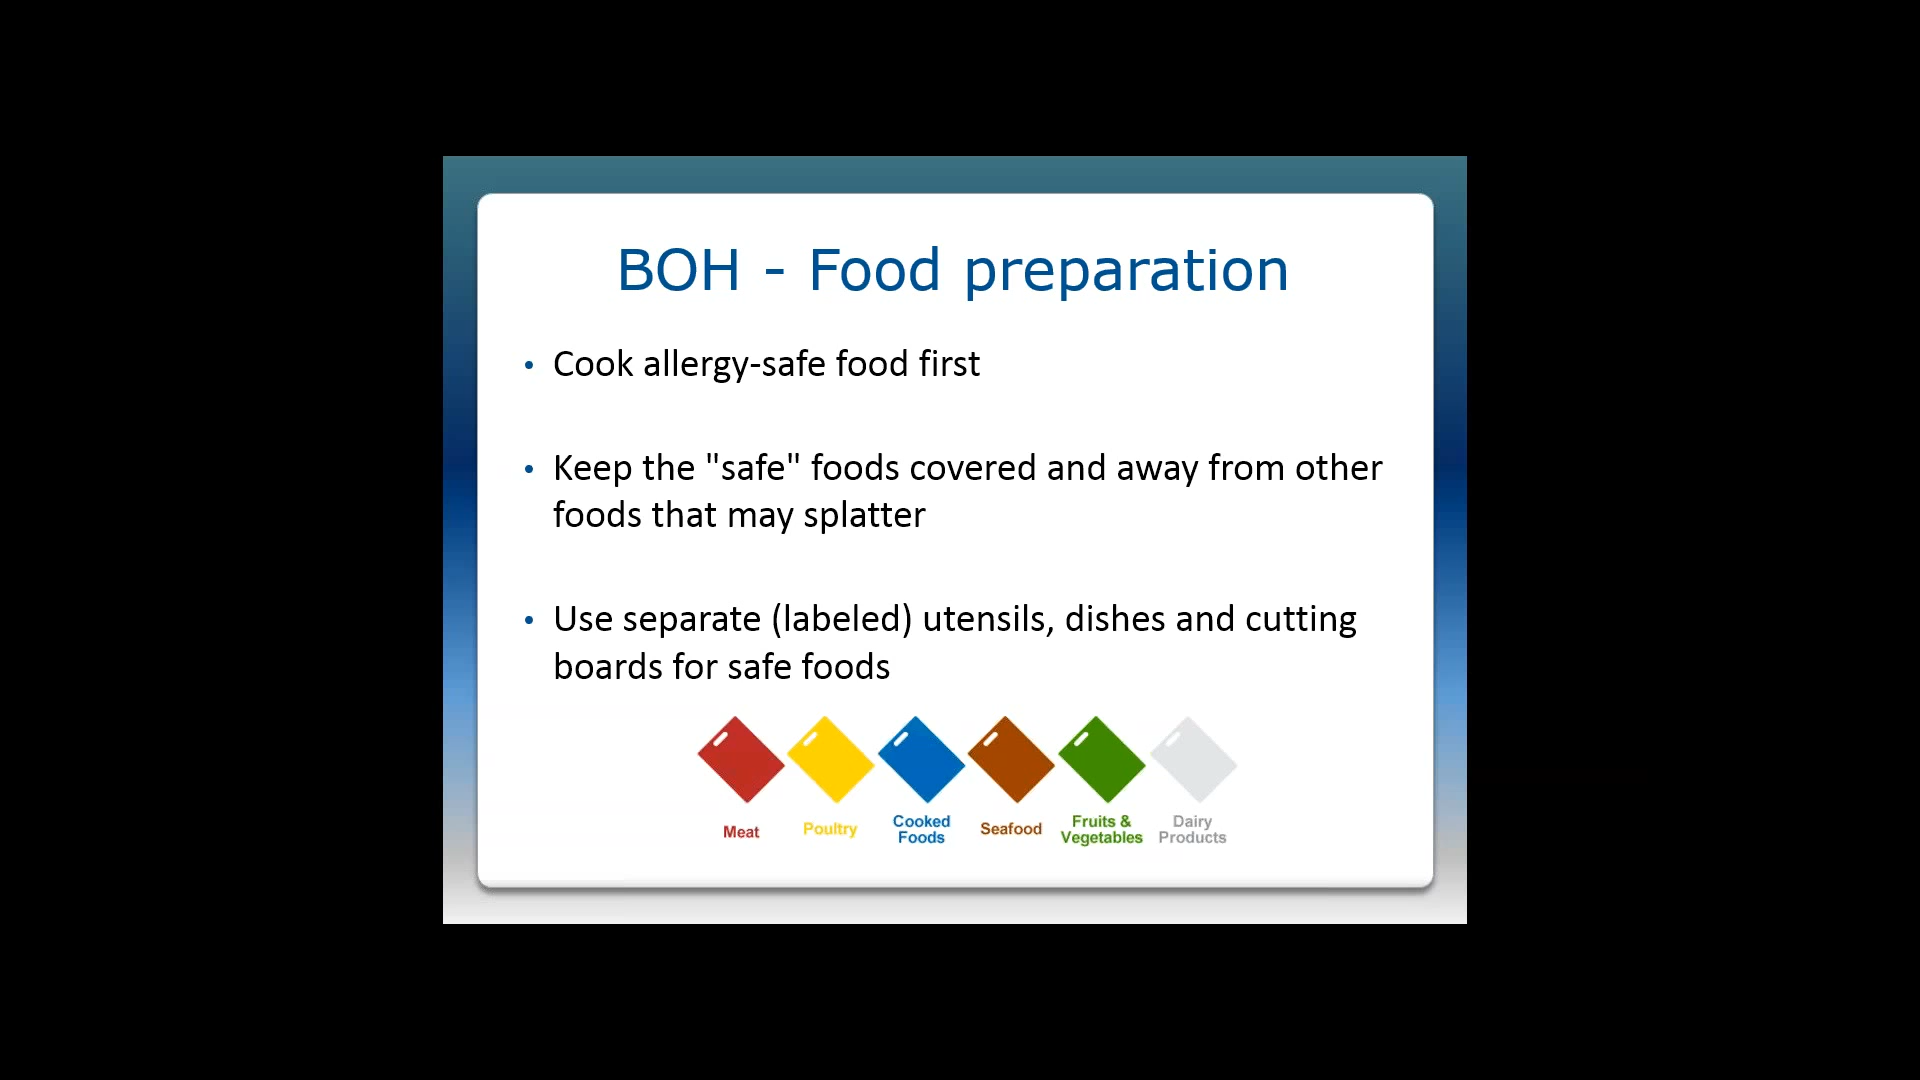 BOH - Food preparation
• Cook allergy-safe food first
• Keep the "safe" foods covered and away from other
foods that may splatter
• Use separate (labeled) utensils, dishes and cutting
boards for safe foods
Meat
Poultry
Cooked
Foods
Seafood
Fruits &
Vegetables
Dairy
Products